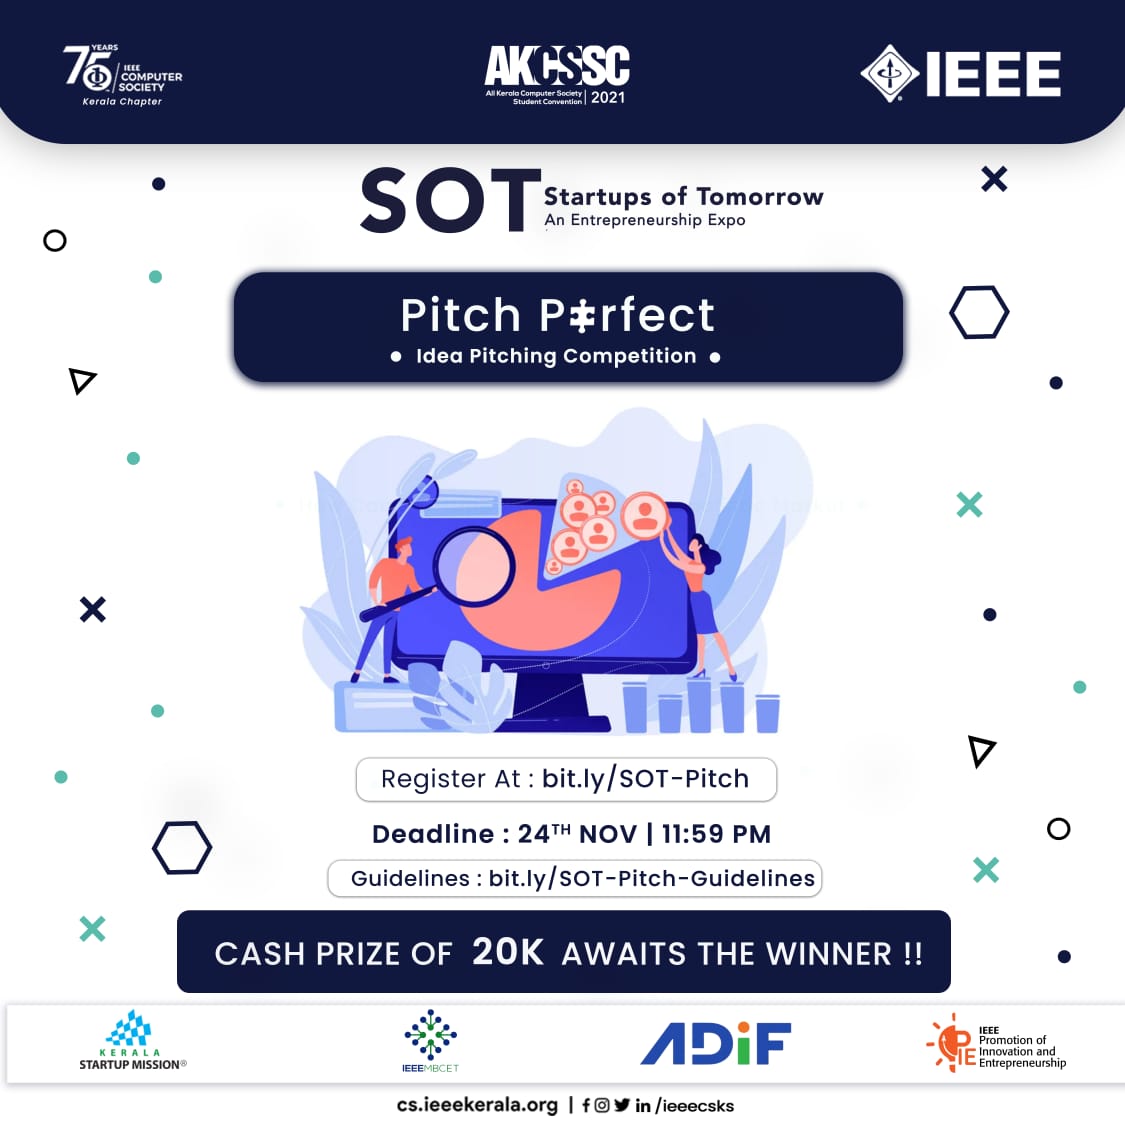 75 YEARS
IEEE
COMPUTER
SOCIETY
Kerala Chapter
AKCSSC
All Kerala Computer Society
Student Convention | 2021
IEEE
SOT
Startups of Tomorrow
An Entrepreneurship Expo
Pitch Perfect
• Idea Pitching Competition •
Register At : bit.ly/SOT-Pitch
Deadline : 24TH NOV | 11:59 PM
Guidelines : bit.ly/SOT-Pitch-Guidelines
CASH PRIZE OF 20K AWAITS THE WINNER !!
KERALA
STARTUP MISSION®
IEEEMBCET
ADiF
PIE
IEEE
Promotion of
Innovation and
Entrepreneurship
cs.ieeekerala.org | /ieeecsks